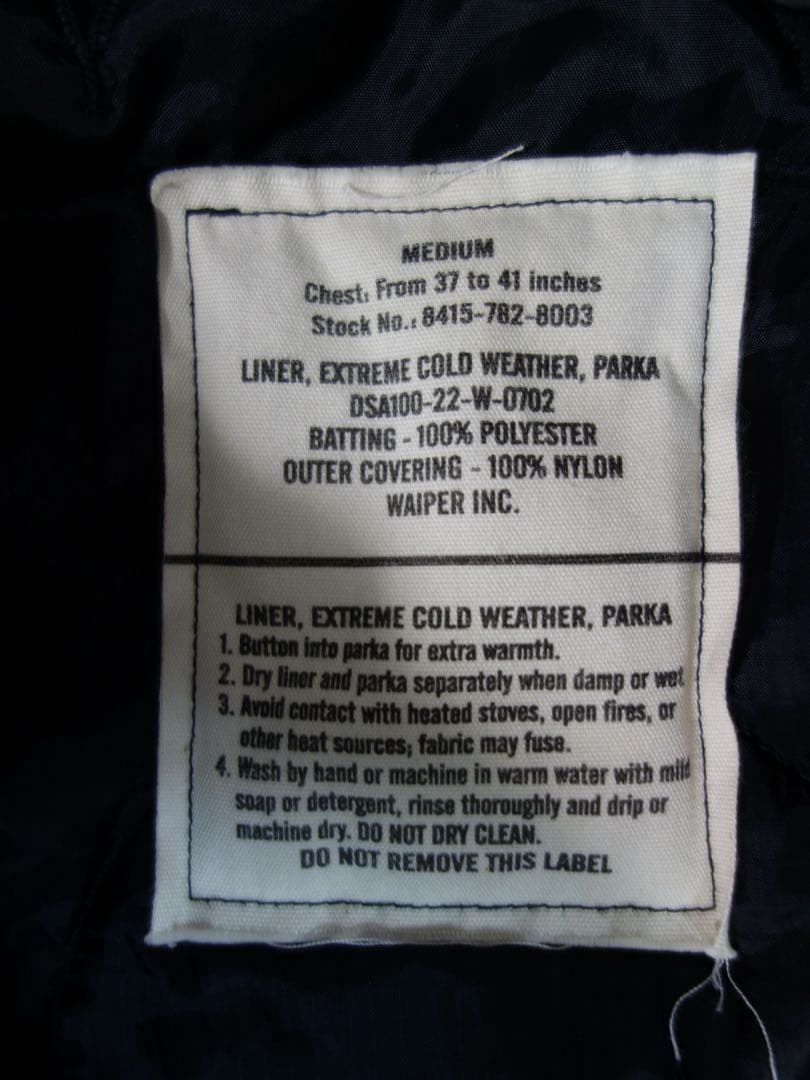 MEDIUM
Chest: From 37 to 41 inches
Stock No.: 8415-782-8003
LINER, EXTREME COLD WEATHER, PARKA
DSA100-22-W-0702
BATTING - 100% POLYESTER
OUTER COVERING - 100% NYLON
WAIPER INC.
LINER, EXTREME COLD WEATHER, PARKA
1. Button into parka for extra warmth.
2. Dry liner and parka separately when damp or wet
3. Avoid contact with heated stoves, open fires, or
other heat sources; fabric may fuse.
4. Wash by hand or machine in warm water with mild
soap or detergent, rinse thoroughly and drip or
machine dry. DO NOT DRY CLEAN.
DO NOT REMOVE THIS LABEL